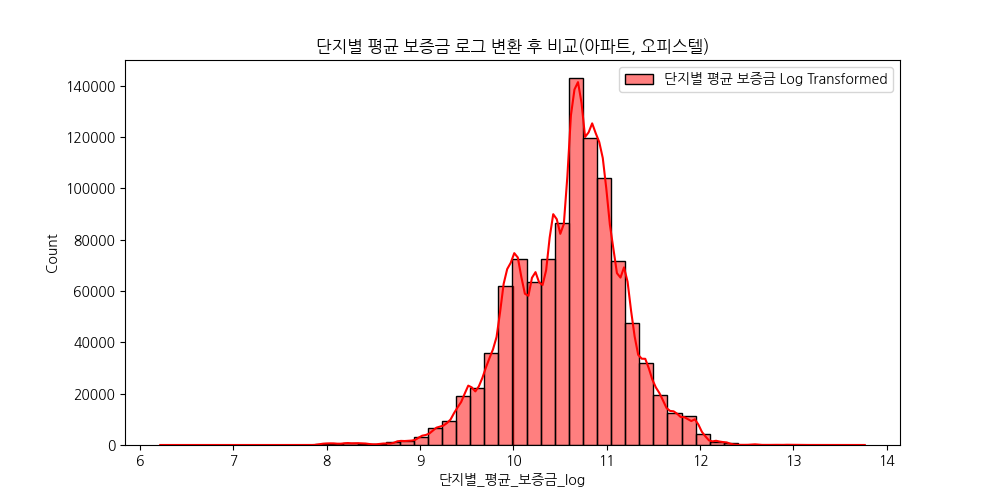 단지별 평균 보증금 로그 변환 후 비교(아파트, 오피스텔)
단지별 평균 보증금 Log Transformed
Count
140000
120000
100000
80000
60000
40000
20000
0
6 7 8 9 10 11 12 13 14
단지별_평균_보증금_log